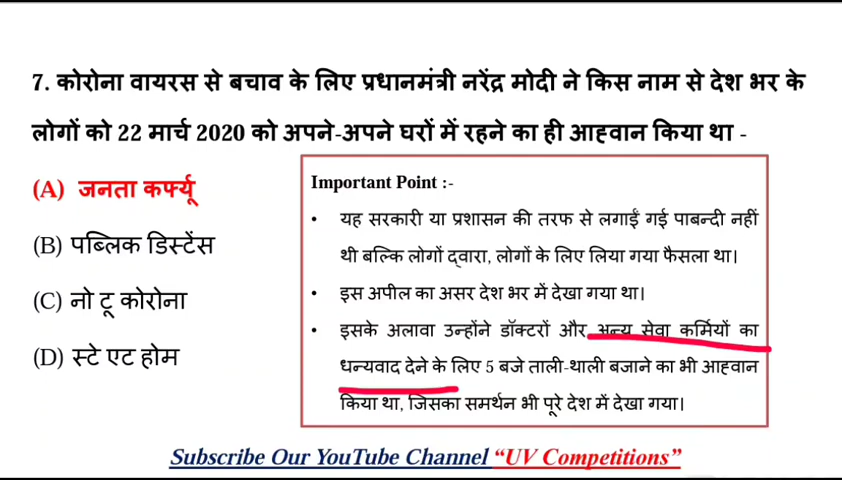 7. कोरोना वायरस से बचाव के लिए प्रधानमंत्री नरेंद्र मोदी ने किस नाम से देश भर के
लोगों को 22 मार्च 2020 को अपने-अपने घरों में रहने का ही आह्वान किया था -
(A) जनता कर्फ्यू
(B) पब्लिक डिस्टेंस
(C) नो टू कोरोना
(D) स्टे एट होम
Important Point :-
• यह सरकारी या प्रशासन की तरफ से लगाईं गई पाबन्दी नहीं
थी बल्कि लोगों द्वारा, लोगों के लिए लिया गया फैसला था।
• इस अपील का असर देश भर में देखा गया था।
• इसके अलावा उन्होंने डॉक्टरों और अन्य सेवा कर्मियों का
धन्यवाद देने के लिए 5 बजे ताली-थाली बजाने का भी आह्वान
किया था, जिसका समर्थन भी पूरे देश में देखा गया।
Subscribe Our YouTube Channel “UV Competitions”